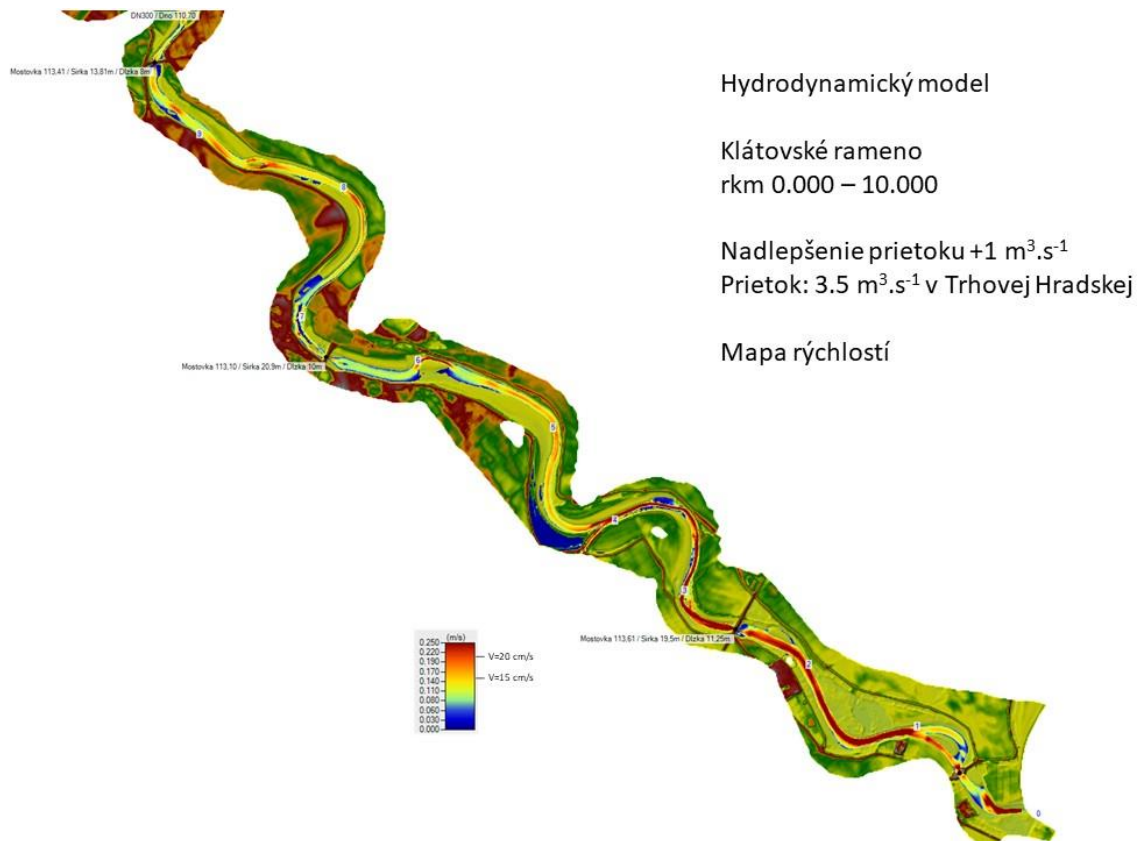 DN300 / Dno 110.70
Mostovka 113,41 / Sirka 13,81m / Dlzka 8m
Hydrodynamický model
Klátovské rameno
rkm 0.000 – 10.000
Nadlepšenie prietoku +1 m³.s⁻¹
Prietok: 3.5 m³.s⁻¹ v Trhovej Hradskej
Mapa rýchlostí
9
8
7
Mostovka 113,10 / Sirka 20,9m / Dlzka 10m
6
5
4
3
Mostovka 113,61 / Sirka 19,5m / Dlzka 11,25m
2
1
0
(m/s)
0.250
0.220
0.190
0.170
0.140
0.110
0.080
0.060
0.030
0.000
V=20 cm/s
V=15 cm/s